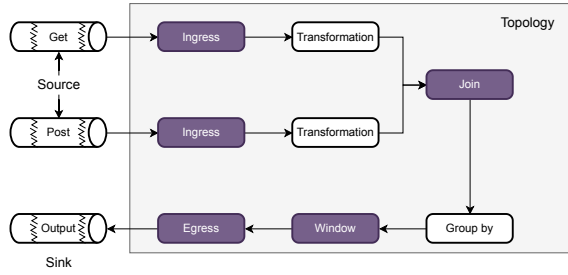 Topology
Get
Ingress
Transformation
Source
Join
Post
Ingress
Transformation
Output
Egress
Window
Group by
Sink